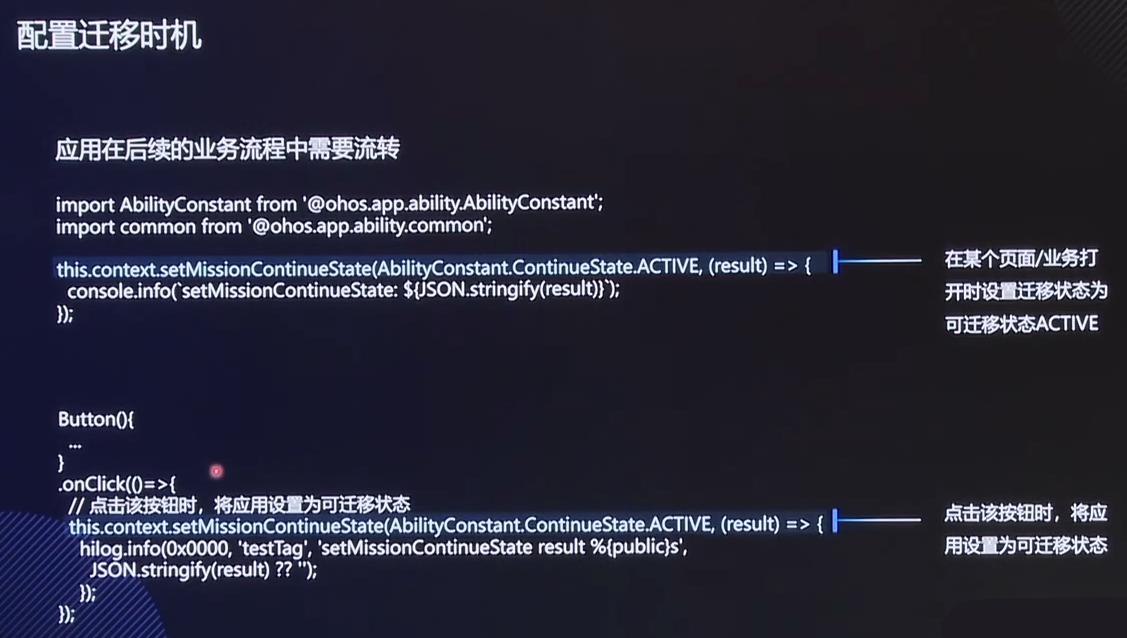 配置迁移时机
应用在后续的业务流程中需要流转
import AbilityConstant from '@ohos.app.ability.AbilityConstant';
import common from '@ohos.app.ability.common';
this.context.setMissionContinueState(AbilityConstant.ContinueState.ACTIVE, (result) => {
console.info(`setMissionContinueState: ${JSON.stringify(result)}`);
});
在某个页面/业务打
开时设置迁移状态为
可迁移状态ACTIVE
Button(){
...
}
.onClick(()=>{
// 点击该按钮时，将应用设置为可迁移状态
this.context.setMissionContinueState(AbilityConstant.ContinueState.ACTIVE, (result) => {
hilog.info(0x0000, 'testTag', 'setMissionContinueState result %{public}s',
JSON.stringify(result) ?? '');
});
});
点击该按钮时，将应
用设置为可迁移状态